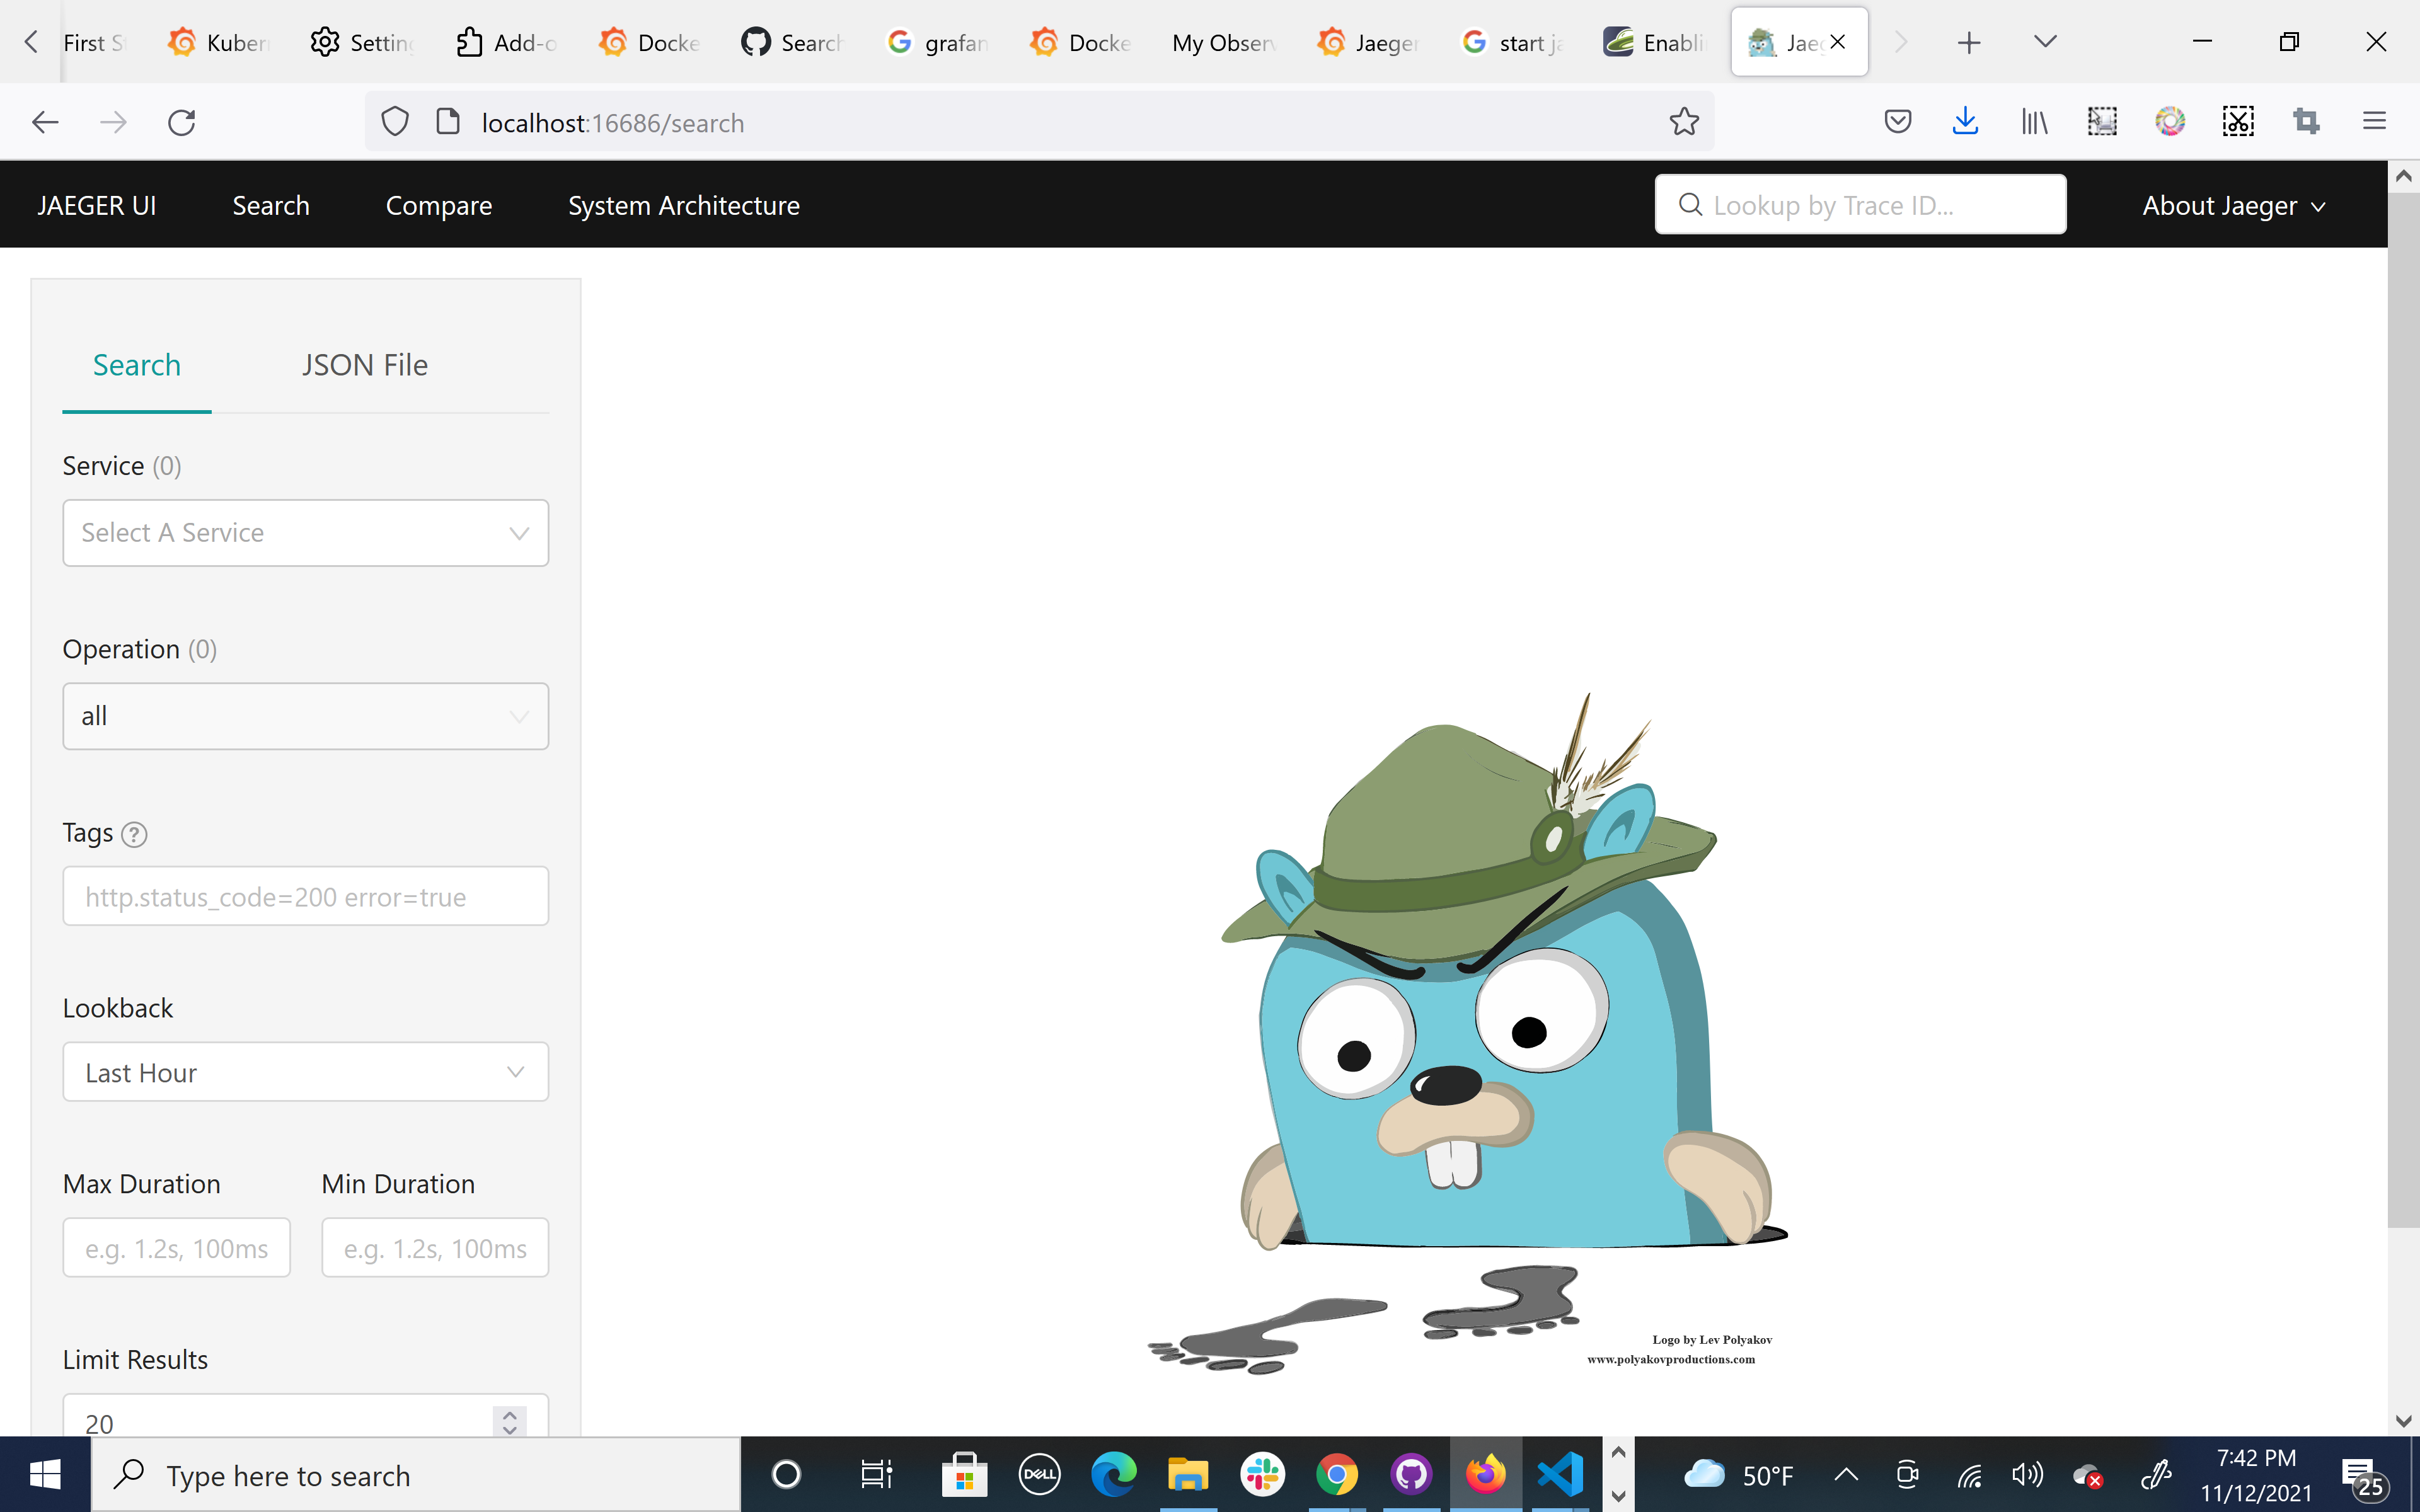 First S
Kuber
Setting
Add-o
Docke
Search
grafan
Docke
My Observ
Jaeger
start ja
Enabli
Jaeg
localhost:16686/search
JAEGER UI
Search
Compare
System Architecture
Lookup by Trace ID...
About Jaeger
Search
JSON File
Service (0)
Select A Service
Operation (0)
all
Tags ?
http.status_code=200 error=true
Lookback
Last Hour
Max Duration
Min Duration
e.g. 1.2s, 100ms
e.g. 1.2s, 100ms
Limit Results
20
Logo by Lev Polyakov
www.polyakovproductions.com
Type here to search
DELL
50°F
7:42 PM
11/12/2021
25